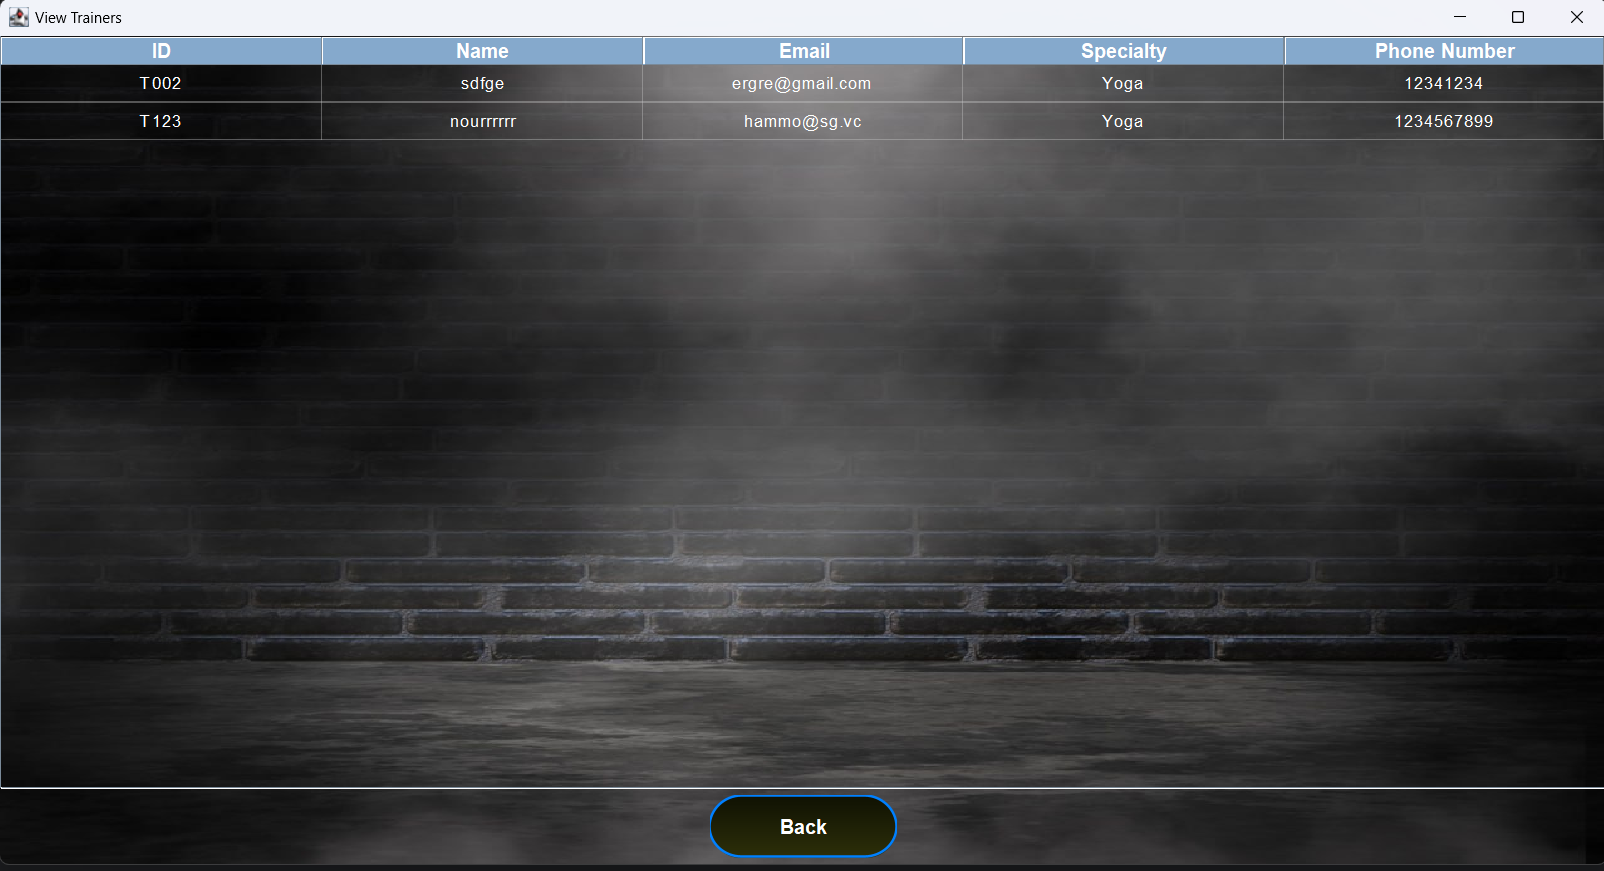 View Trainers
ID Name Email Specialty Phone Number
T002 sdfge ergre@gmail.com Yoga 12341234
T123 nourrrrrr hammo@sg.vc Yoga 1234567899
Back